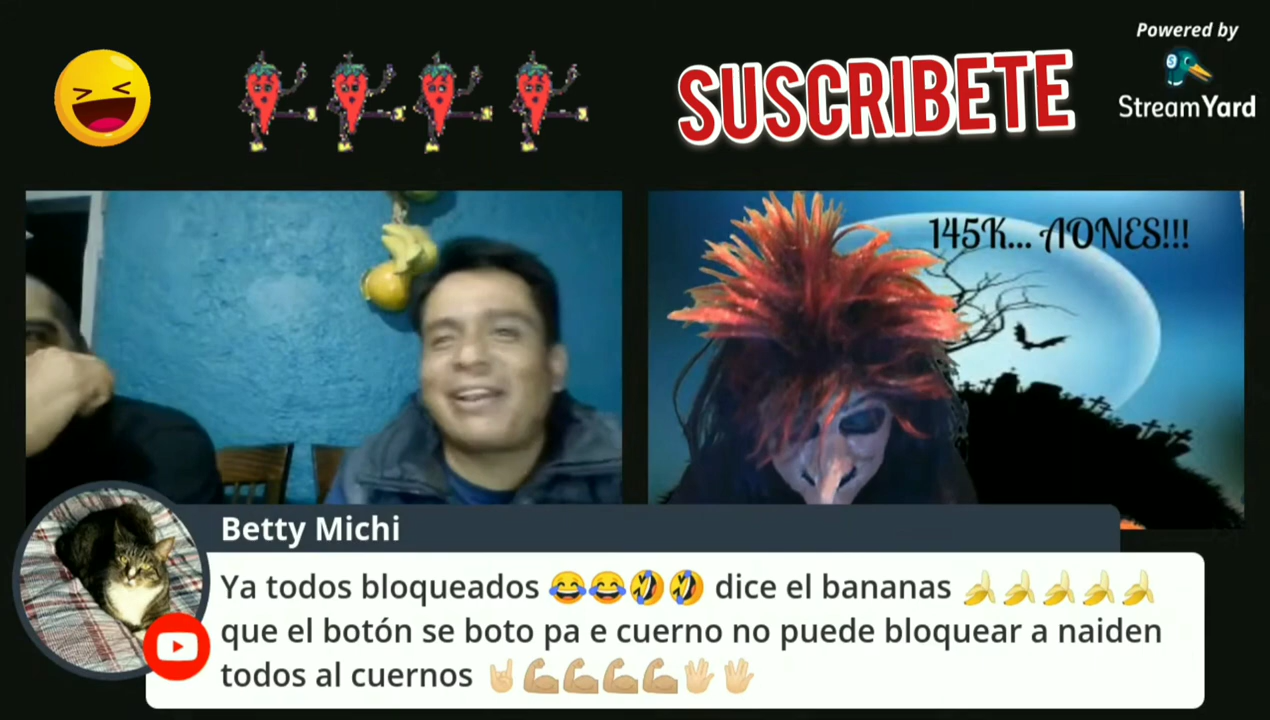 Powered by
StreamYard
SUSCRIBETE
145K... AONES!!!
Betty Michi
Ya todos bloqueados 😂😂🤣🤣 dice el bananas 🍌🍌🍌🍌🍌
que el botón se boto pa e cuerno no puede bloquear a naiden
todos al cuernos 🤘🏼💪🏽💪🏽💪🏽💪🏽🖖🏼🖖🏼